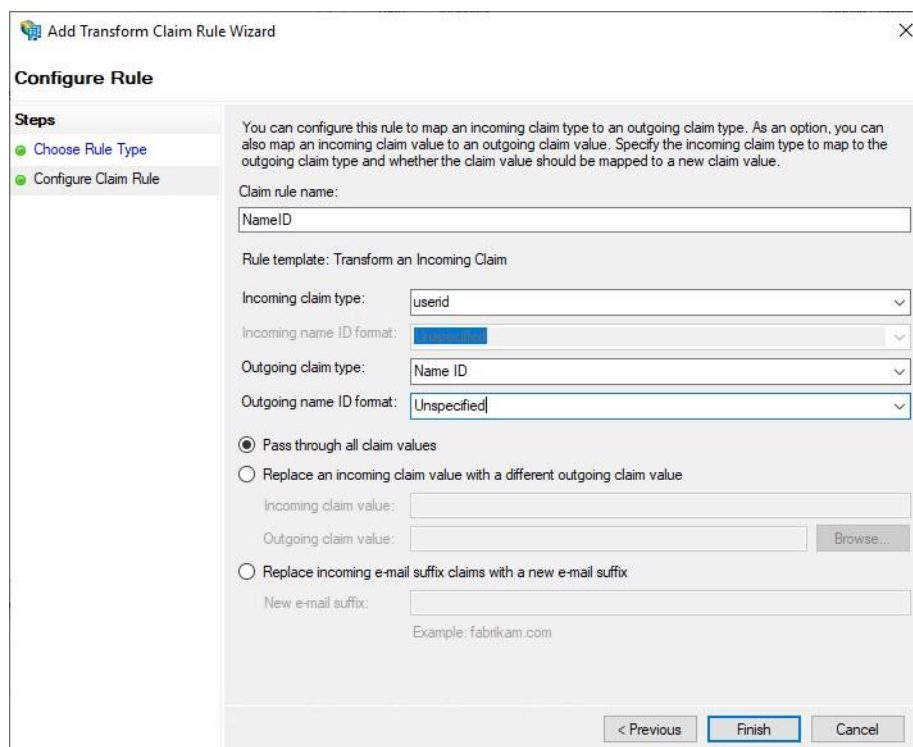 Add Transform Claim Rule Wizard
Configure Rule
Steps
Choose Rule Type
Configure Claim Rule
You can configure this rule to map an incoming claim type to an outgoing claim type. As an option, you can
also map an incoming claim value to an outgoing claim value. Specify the incoming claim type to map to the
outgoing claim type and whether the claim value should be mapped to a new claim value.
Claim rule name:
NameID
Rule template: Transform an Incoming Claim
Incoming claim type: userid
Incoming name ID format: Unspecified
Outgoing claim type: Name ID
Outgoing name ID format: Unspecified
Pass through all claim values
Replace an incoming claim value with a different outgoing claim value
Incoming claim value:
Outgoing claim value: Browse...
Replace incoming e-mail suffix claims with a new e-mail suffix
New e-mail suffix:
Example: fabrikam.com
< Previous Finish Cancel